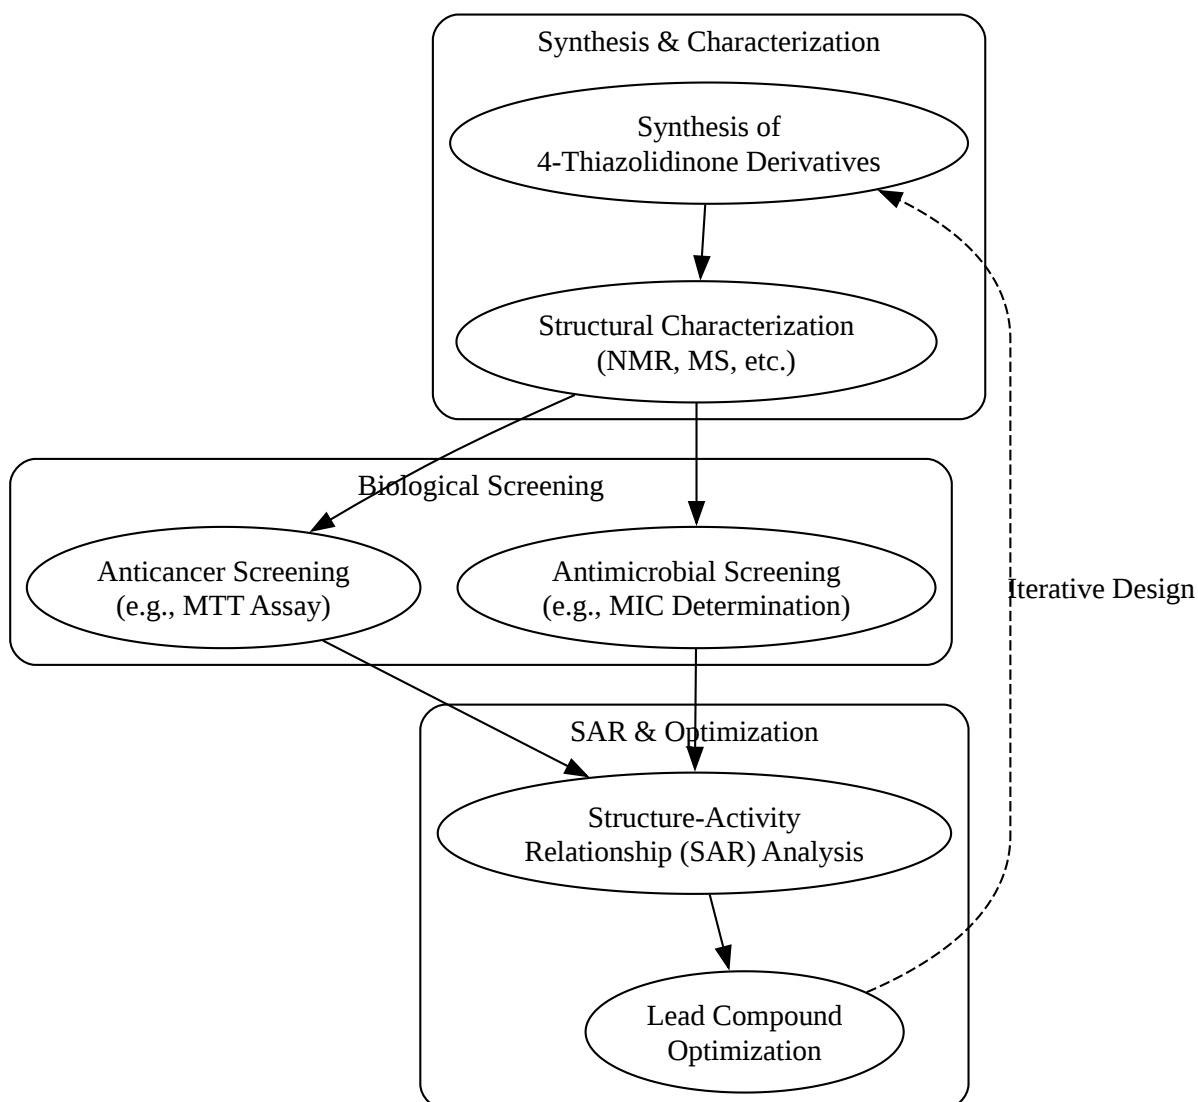 Synthesis & Characterization
Synthesis of
4-Thiazolidinone Derivatives
Structural Characterization
(NMR, MS, etc.)
Biological Screening
Anticancer Screening
(e.g., MTT Assay)
Antimicrobial Screening
(e.g., MIC Determination)
Iterative Design
SAR & Optimization
Structure-Activity
Relationship (SAR) Analysis
Lead Compound
Optimization